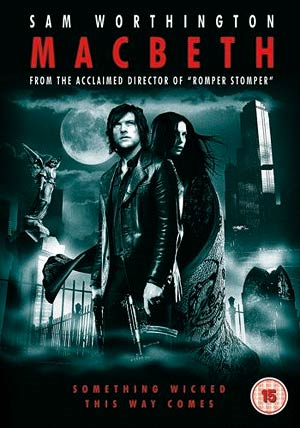 SAM WORTHINGTON
MACBETH
FROM THE ACCLAIMED DIRECTOR OF "ROMPER STOMPER"
SOMETHING WICKED
THIS WAY COMES
15